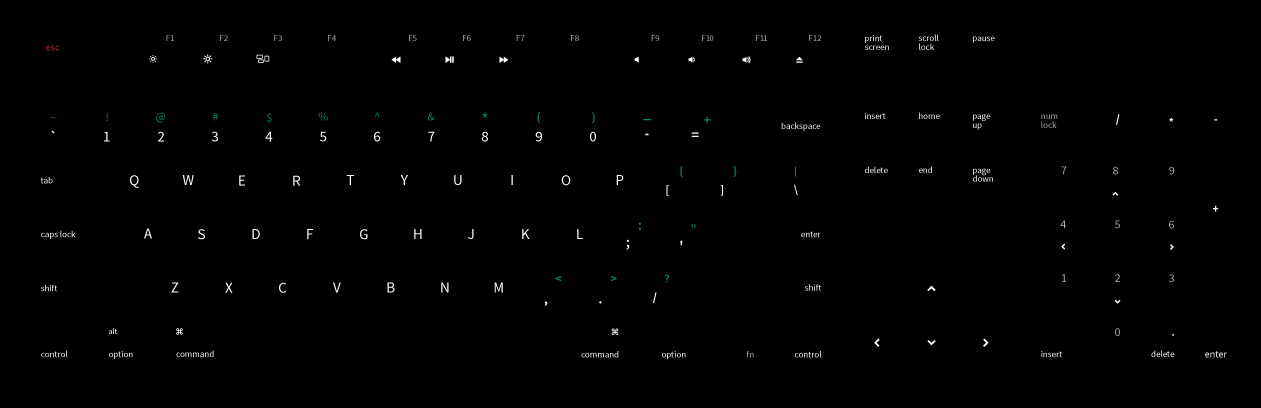 F1 F2 F3 F4 F5 F6 F7 F8 F9 F10 F11 F12 print scroll pause
esc screen lock
~ ! @ # $ % ^ & * ( ) — +
insert home page num
` 1 2 3 4 5 6 7 8 9 0 - = backspace up lock / * -
{ } | delete end page 7 8 9
tab Q W E R T Y U I O P [ ] \ down
+
: " 4 5 6
caps lock A S D F G H J K L ; ' enter
< > ? 1 2 3
shift Z X C V B N M , . / shift
alt ⌘ ⌘ 0 .
control option command command option fn control insert delete enter